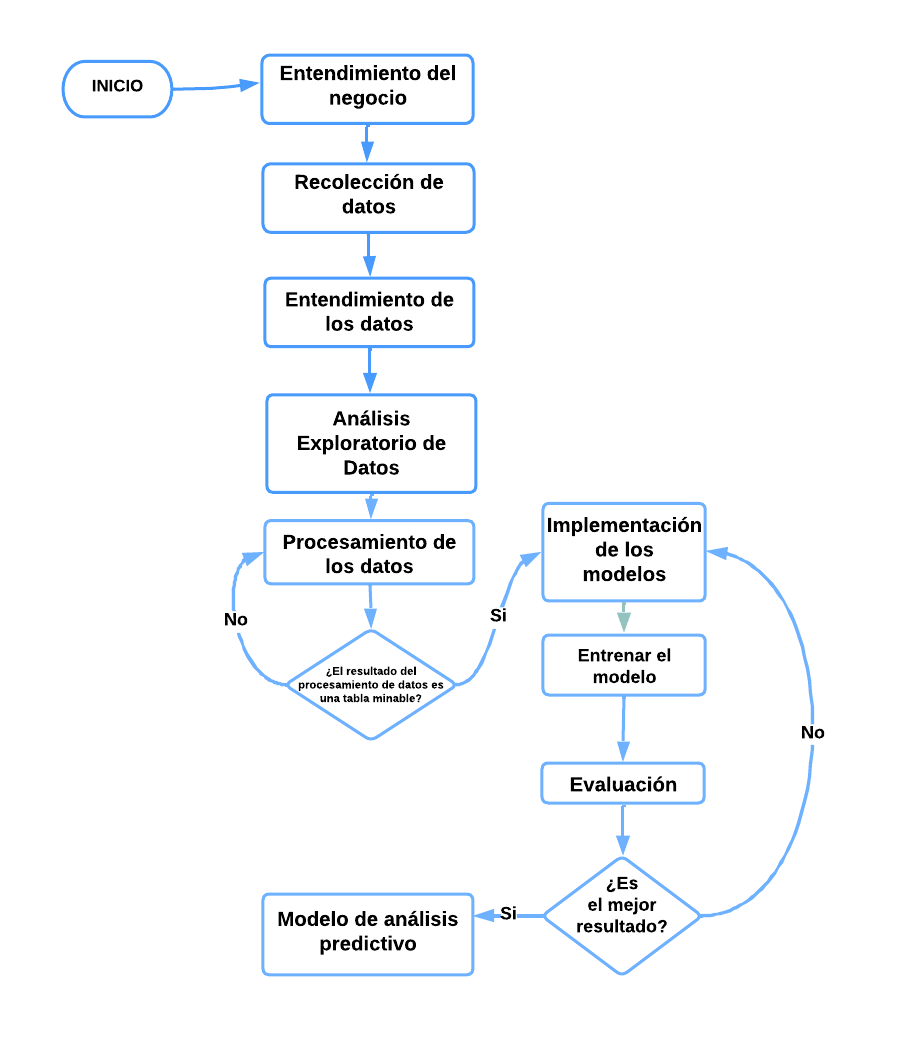 INICIO
Entendimiento del
negocio
Recolección de
datos
Entendimiento de
los datos
Análisis
Exploratorio de
Datos
Procesamiento de
los datos
No
¿El resultado del
procesamiento de datos es
una tabla minable?
Si
Implementación
de los
modelos
Entrenar el
modelo
Evaluación
¿Es
el mejor
resultado?
No
Si
Modelo de análisis
predictivo